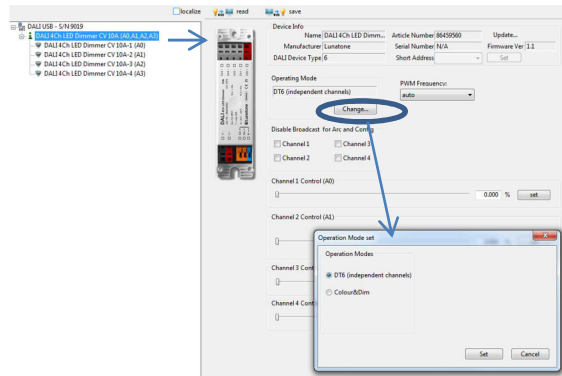 localize
read
save
DALI USB - S/N 9019
DALI 4Ch LED Dimmer CV 10A (A0,A1,A2,A3)
DALI 4Ch LED Dimmer CV 10A-1 (A0)
DALI 4Ch LED Dimmer CV 10A-2 (A1)
DALI 4Ch LED Dimmer CV 10A-3 (A2)
DALI 4Ch LED Dimmer CV 10A-4 (A3)
Device Info
Name DALI 4Ch LED Dimm... Article Number 86459560 Update...
Manufacturer Lunatone Serial Number N/A Firmware Ver 1.1
DALI Device Type 6 Short Address Set
Operating Mode
DT6 (independent channels)
Change...
PWM Frequency:
auto
Disable Broadcast for Arc and Config
Channel 1 Channel 3
Channel 2 Channel 4
Channel 1 Control (A0)
0.000 % set
Channel 2 Control (A1)
Channel 3 Cont
Channel 4 Cont
Operation Mode set
Operation Modes
DT6 (independent channels)
Colour&Dim
Set Cancel